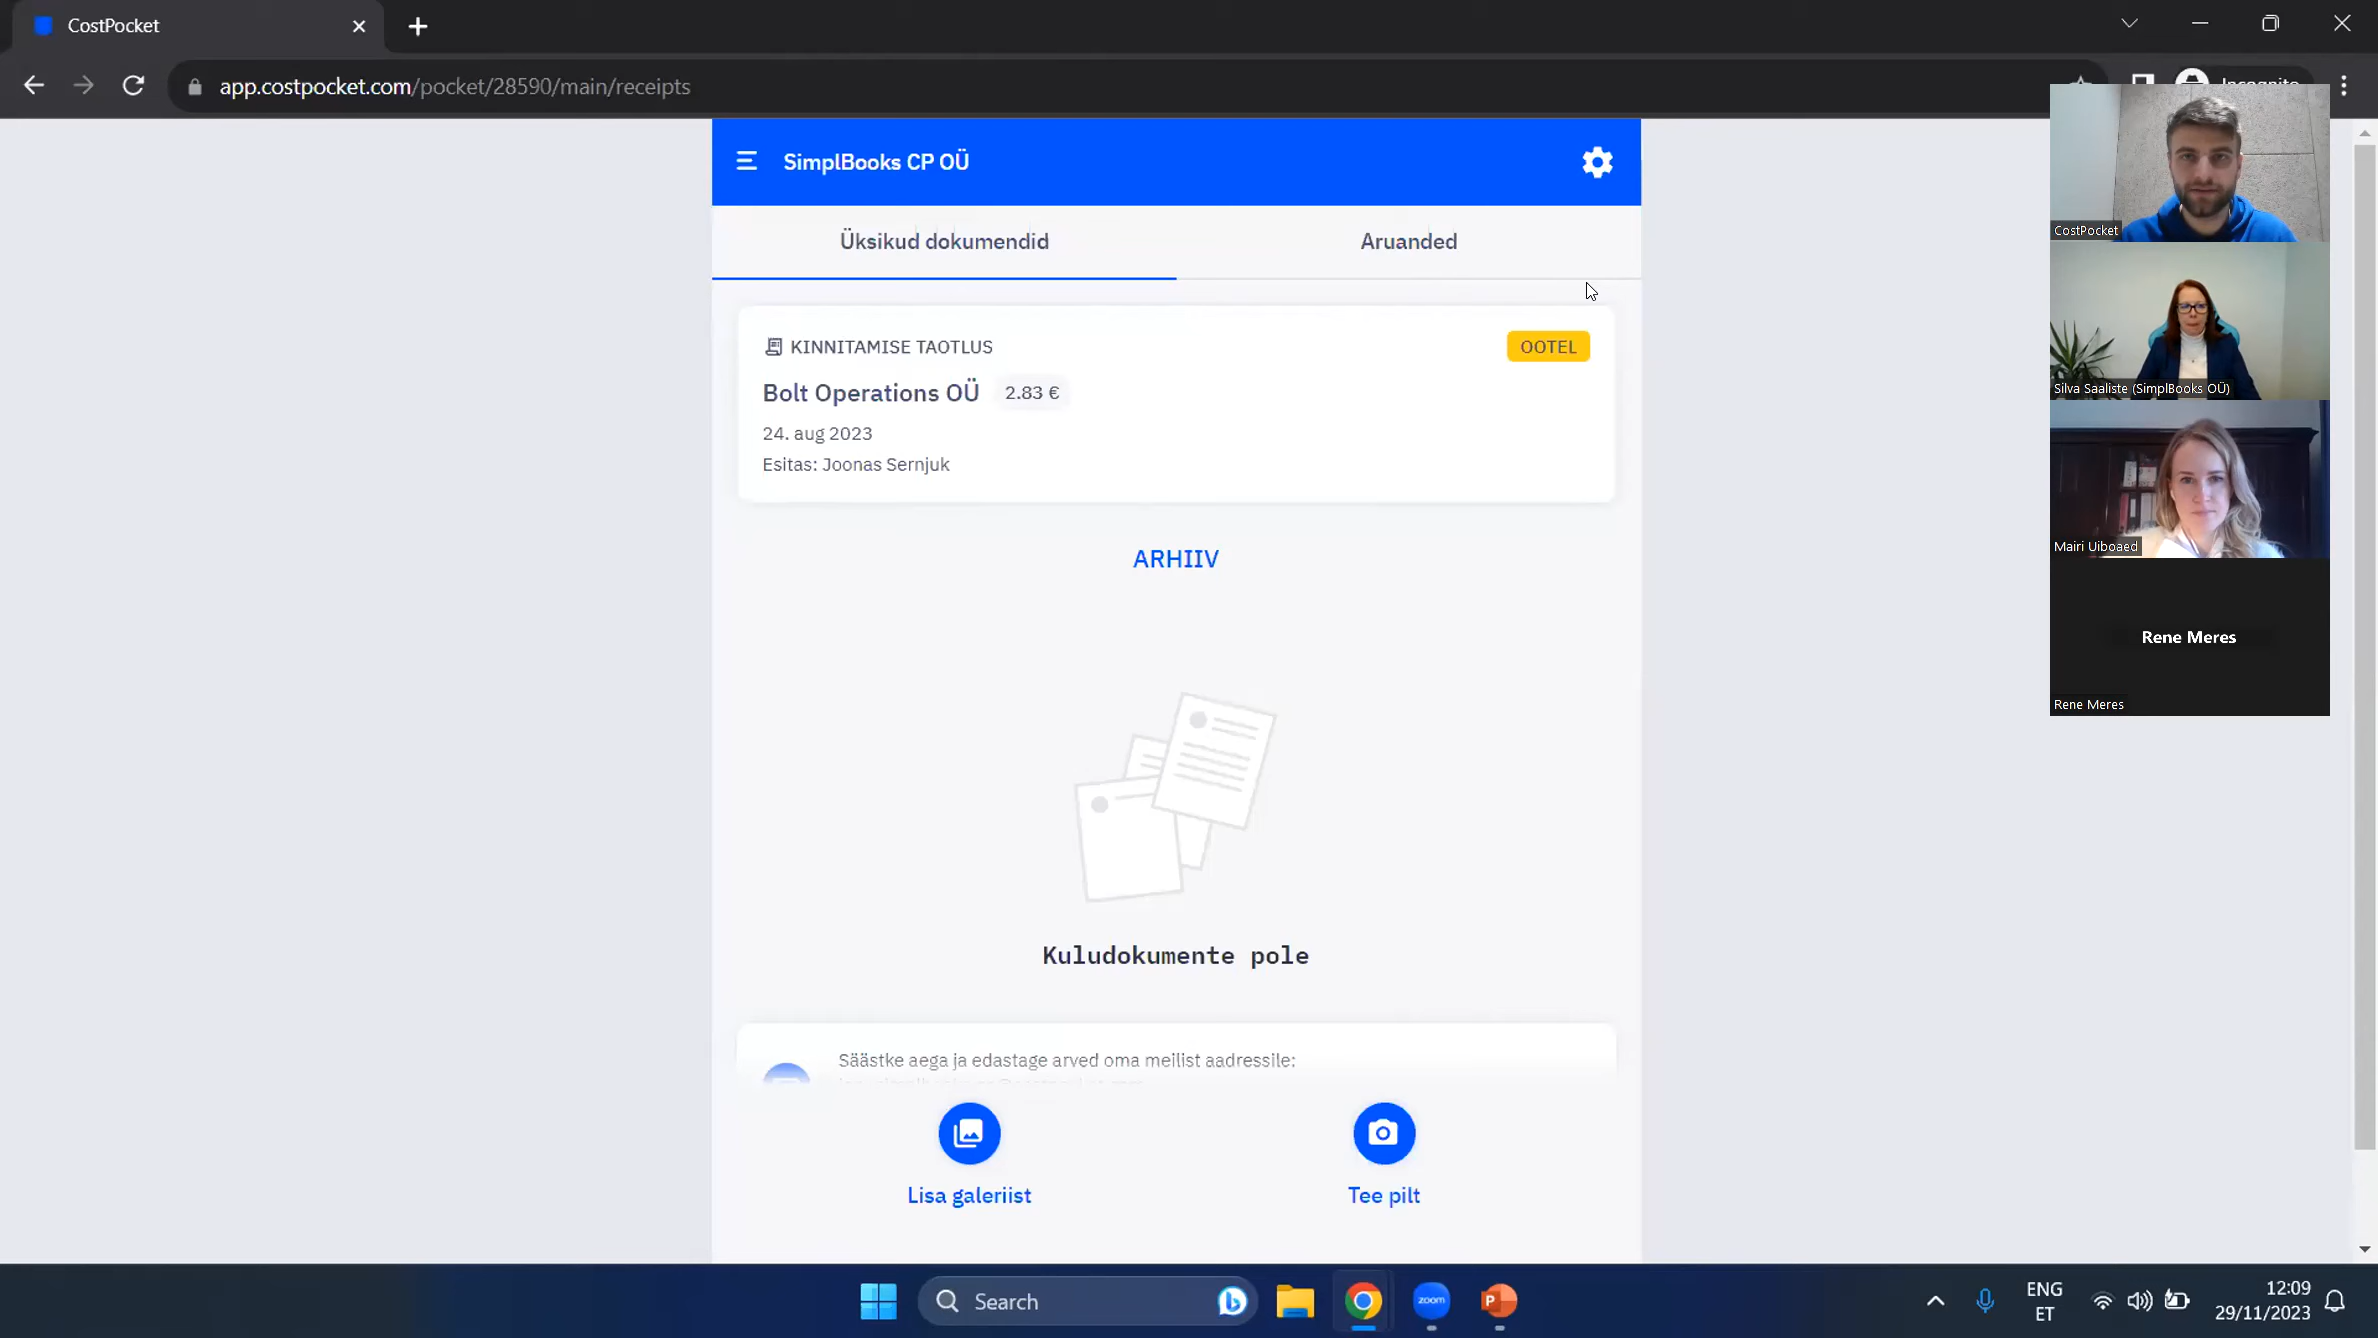 CostPocket
app.costpocket.com/pocket/28590/main/receipts
SimplBooks CP OÜ
Üksikud dokumendid
Aruanded
KINNITAMISE TAOTLUS
OOTEL
Bolt Operations OÜ
2.83 €
24. aug 2023
Esitas: Joonas Sernjuk
ARHIIV
Kuludokumente pole
Säästke aega ja edastage arved oma meilist aadressile:
Lisa galeriist
Tee pilt
CostPocket
Silva Saaliste (SimplBooks OÜ)
Mairi Uiboaed
Rene Meres
Rene Meres
Search
zoom
P
ENG
ET
12:09
29/11/2023